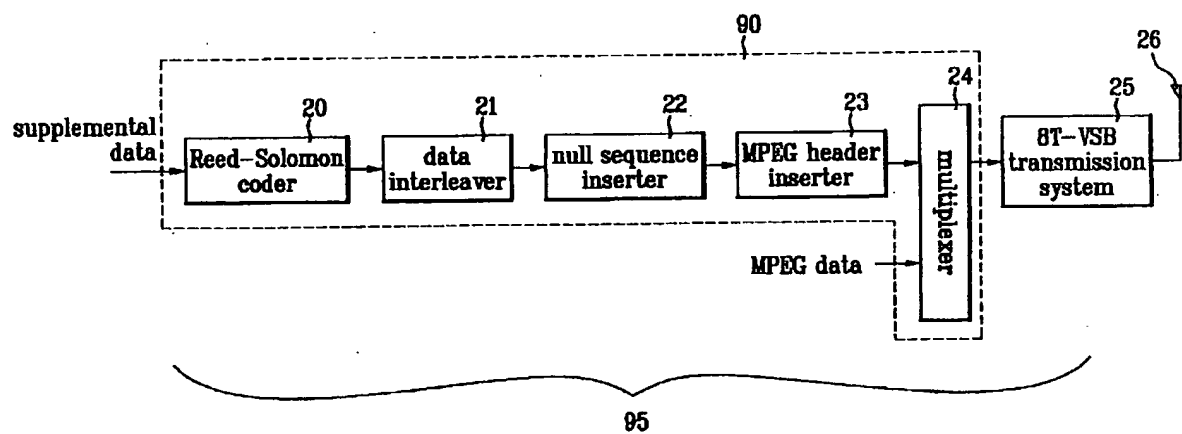 90
26
24
20
21
22
23
25
supplemental
data
Reed-Solomon
coder
data
interleaver
null sequence
inserter
MPEG header
inserter
multiplexer
8T-VSB
transmission
system
MPEG data
95